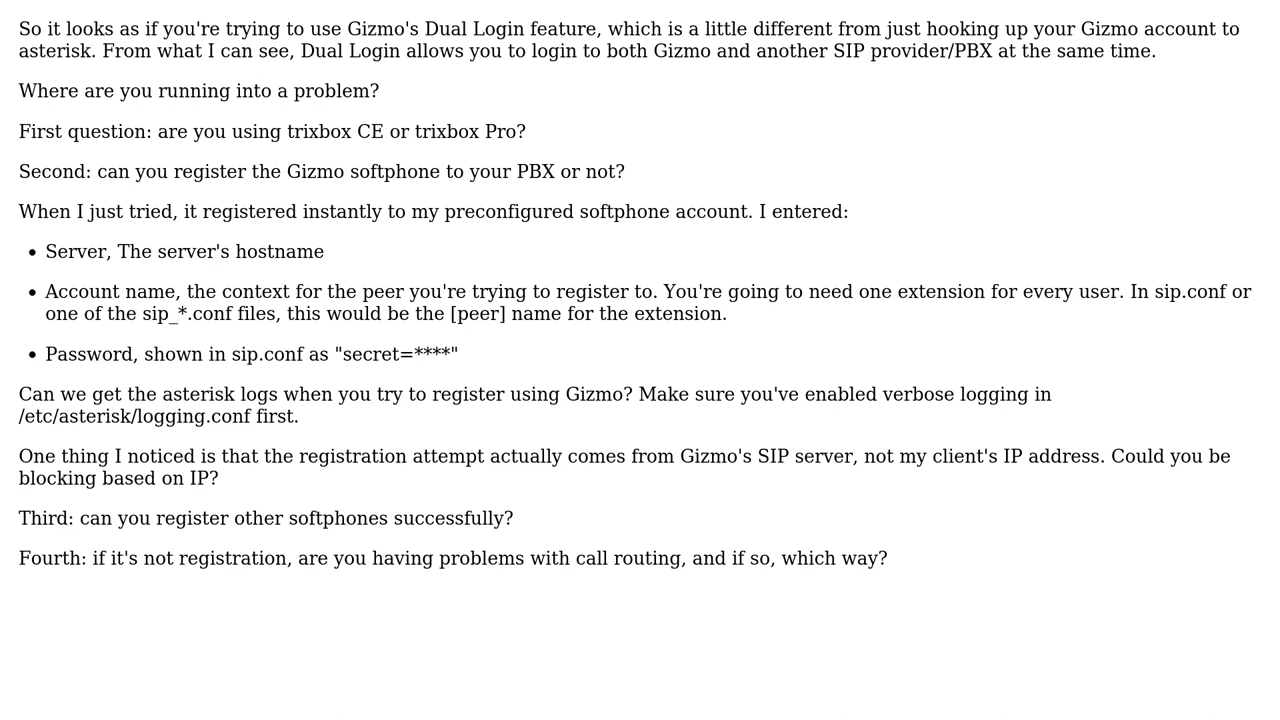 So it looks as if you're trying to use Gizmo's Dual Login feature, which is a little different from just hooking up your Gizmo account to
asterisk. From what I can see, Dual Login allows you to login to both Gizmo and another SIP provider/PBX at the same time.
Where are you running into a problem?
First question: are you using trixbox CE or trixbox Pro?
Second: can you register the Gizmo softphone to your PBX or not?
When I just tried, it registered instantly to my preconfigured softphone account. I entered:
• Server, The server's hostname
• Account name, the context for the peer you're trying to register to. You're going to need one extension for every user. In sip.conf or
one of the sip_*.conf files, this would be the [peer] name for the extension.
• Password, shown in sip.conf as "secret=****"
Can we get the asterisk logs when you try to register using Gizmo? Make sure you've enabled verbose logging in
/etc/asterisk/logging.conf first.
One thing I noticed is that the registration attempt actually comes from Gizmo's SIP server, not my client's IP address. Could you be
blocking based on IP?
Third: can you register other softphones successfully?
Fourth: if it's not registration, are you having problems with call routing, and if so, which way?